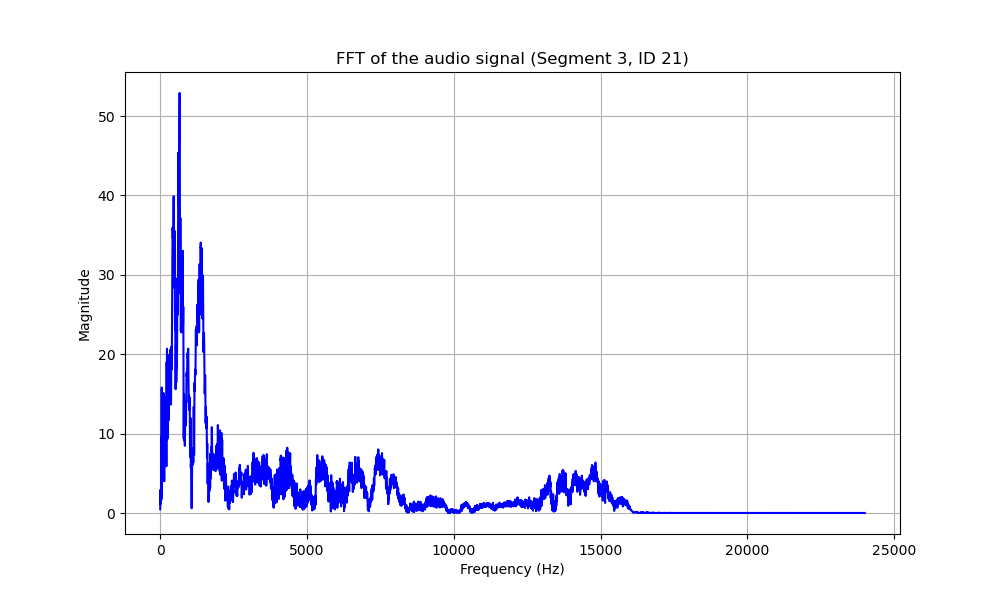 FFT of the audio signal (Segment 3, ID 21)
50
40
30
20
10
0
Magnitude
0 5000 10000 15000 20000 25000
Frequency (Hz)